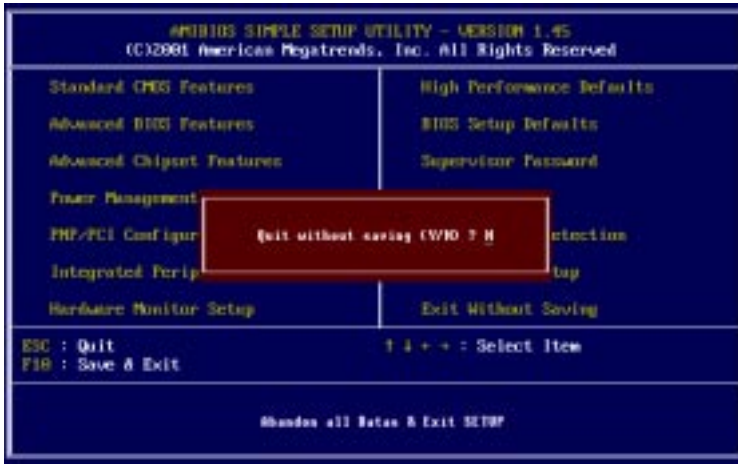 AMIBIOS SIMPLE SETUP UTILITY - VERSION 1.45
(C)2001 American Megatrends, Inc. All Rights Reserved
Standard CMOS Features
Advanced BIOS Features
Advanced Chipset Features
Power Management
PNP/PCI Configur
Integrated Perip
Hardware Monitor Setup
High Performance Defaults
BIOS Setup Defaults
Supervisor Password
etection
tup
Exit Without Saving
Quit without saving (Y/N) ? N
ESC : Quit
F10 : Save & Exit
↑ ↓ ← → : Select Item
Abandon all Datas & Exit SETUP